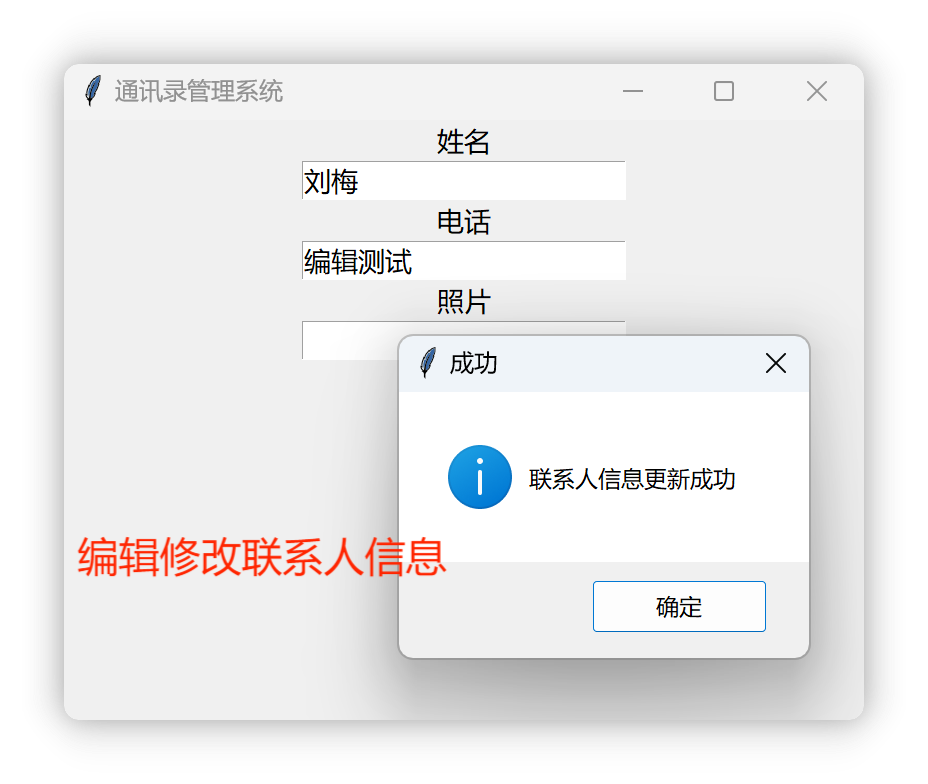 通讯录管理系统
姓名
刘梅
电话
编辑测试
照片
成功
联系人信息更新成功
编辑修改联系人信息
确定